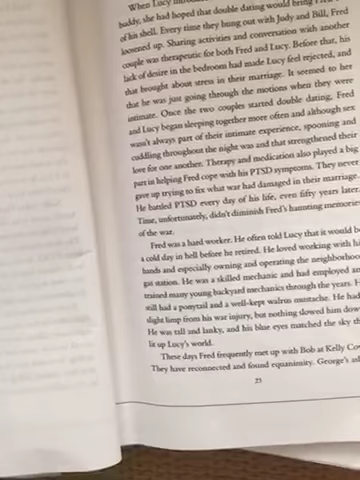 When Lucy
buddy, she had hoped that double dating would bring
of his shell. Every time they hung out with Judy and Bill, Fred
loosened up. Sharing activities and conversation with another
couple was therapeutic for both Fred and Lucy. Before that, his
lack of desire in the bedroom had made Lucy feel rejected, and
that brought about stress in their marriage. It seemed to her
that he was just going through the motions when they were
intimate. Once the two couples started double dating, Fred
and Lucy began sleeping together more often and although sex
wasn't always part of their intimate experience, spooning and
cuddling throughout the night was and that strengthened their
love for one another. Therapy and medication also played a big
part in helping Fred cope with his PTSD symptoms. They never
gave up trying to fix what war had damaged in their marriage.
He battled PTSD every day of his life, even fifty years later.
Time, unfortunately, didn't diminish Fred's haunting memories
of the war.
Fred was a hard worker. He often told Lucy that it would be
a cold day in hell before he retired. He loved working with
hands and especially owning and operating the neighborhoo
gas station. He was a skilled mechanic and had employed an
trained many young backyard mechanics through the years. H
still had a ponytail and a well-kept walrus mustache. He had
slight limp from his war injury, but nothing slowed him dow
He was tall and lanky, and his blue eyes matched the sky th
lit up Lucy's world.
These days Fred frequently met up with Bob at Kelly
They have reconnected and found equanimity. George's